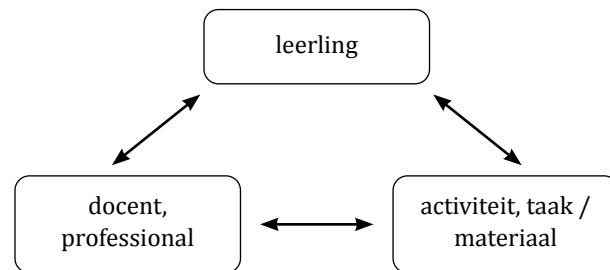 leerling
docent,
professional
activiteit, taak /
materiaal